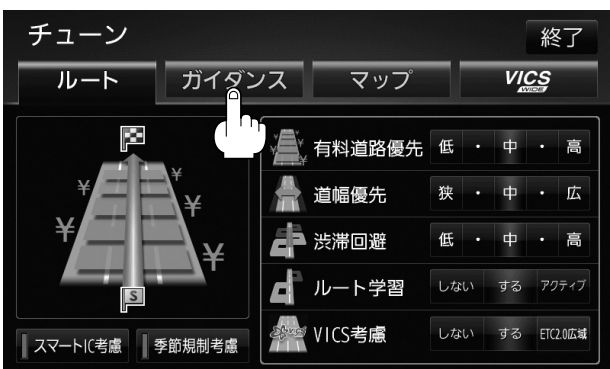 チューン
終了
ルート ガイダンス マップ VICS WIDE
有料道路優先 低 ・ 中 ・ 高
道幅優先 狭 ・ 中 ・ 広
渋滞回避 低 ・ 中 ・ 高
ルート学習 しない する アクティブ
VICS考慮 しない する ETC2.0広域
¥ ¥ ¥ ¥
S
スマートIC考慮 季節規制考慮